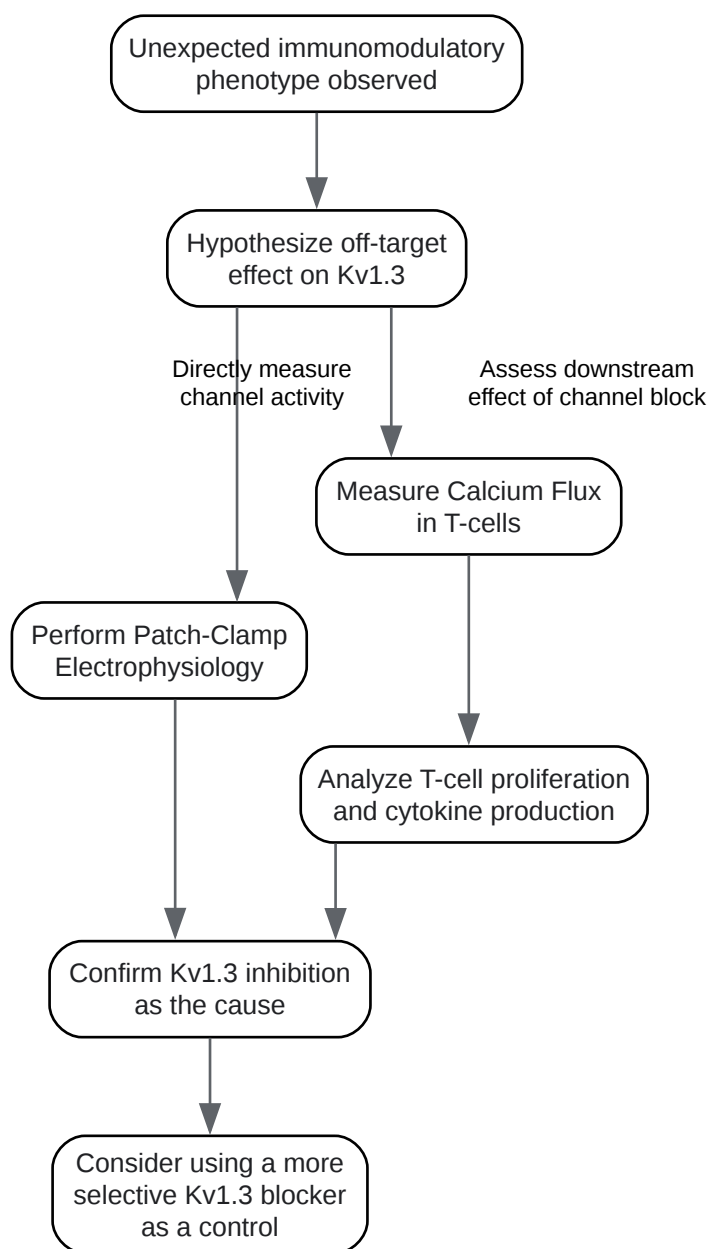 Unexpected immunomodulatory
phenotype observed
Hypothesize off-target
effect on Kv1.3
Directly measure
channel activity
Assess downstream
effect of channel block
Measure Calcium Flux
in T-cells
Perform Patch-Clamp
Electrophysiology
Analyze T-cell proliferation
and cytokine production
Confirm Kv1.3 inhibition
as the cause
Consider using a more
selective Kv1.3 blocker
as a control